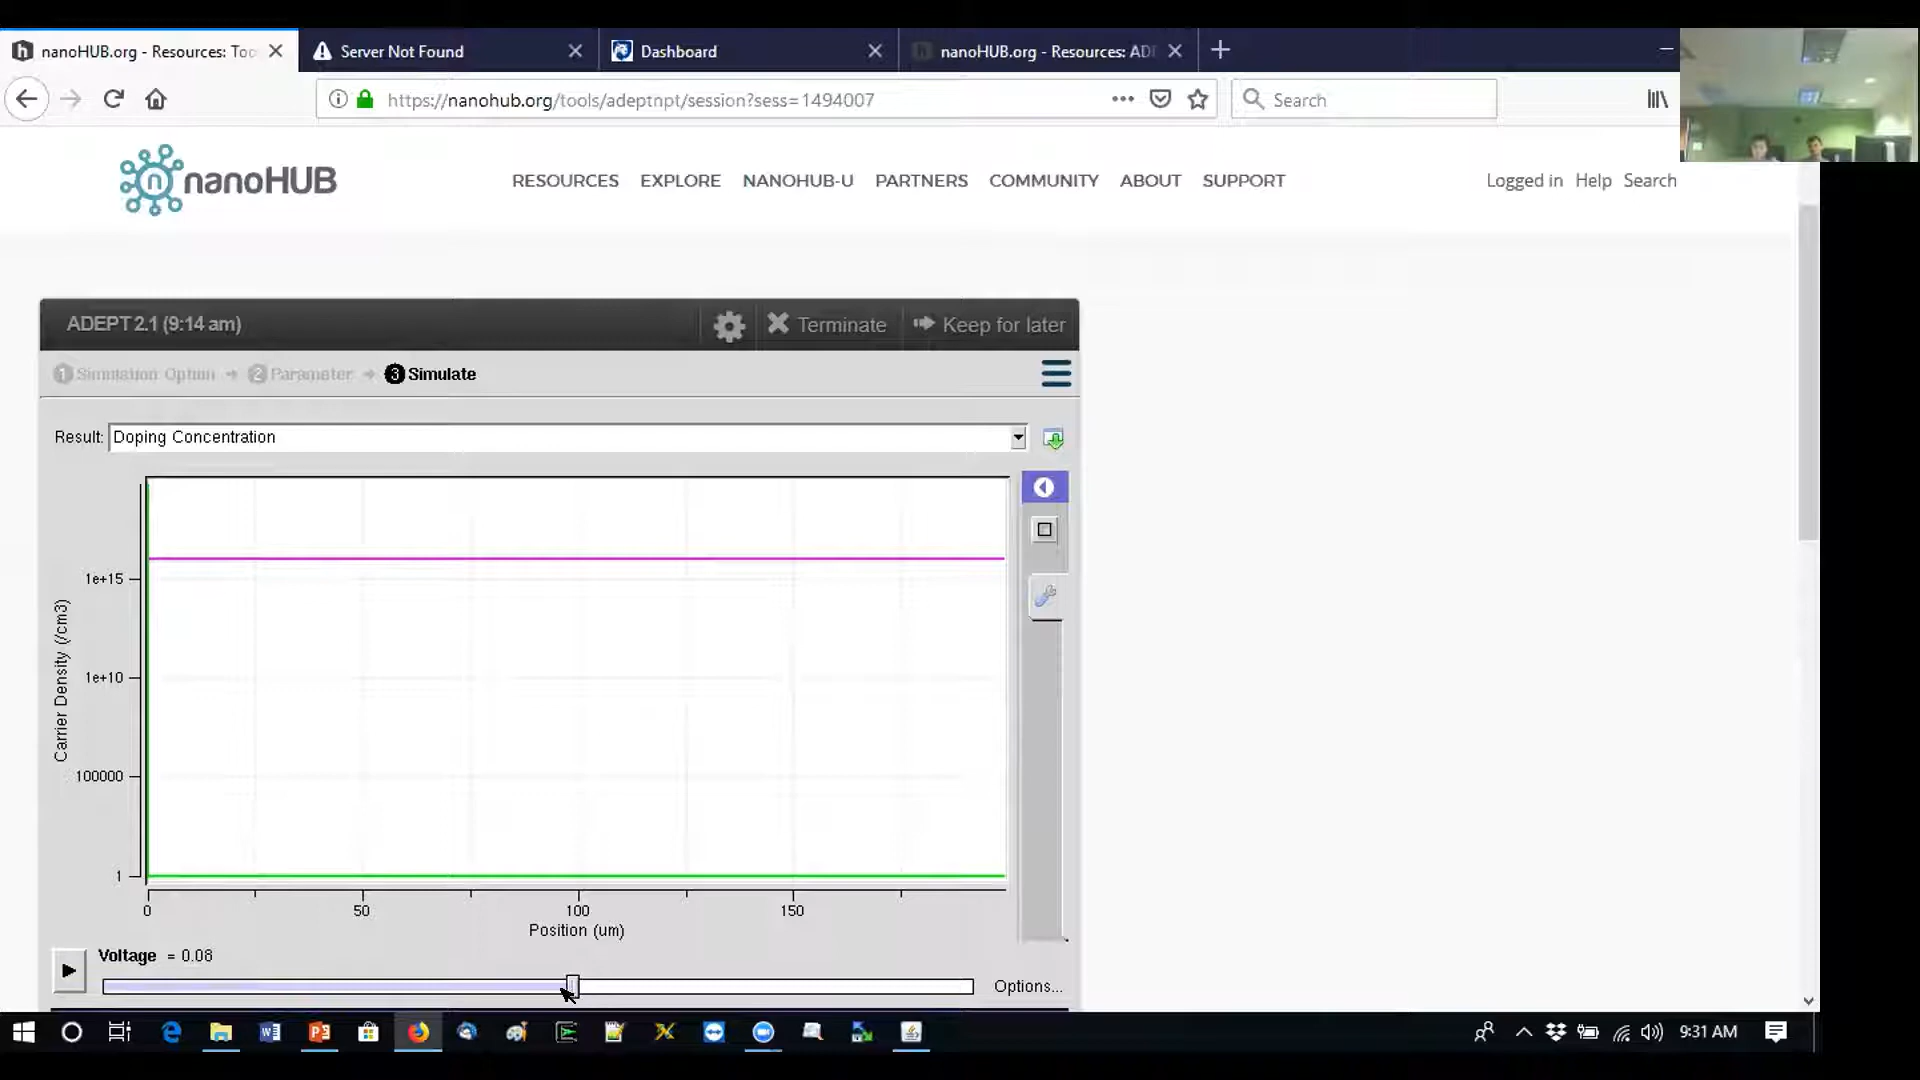 nanoHUB.org - Resources: Too
Server Not Found
Dashboard
nanoHUB.org - Resources: ADE
https://nanohub.org/tools/adeptnpt/session?sess=1494007
Search
nanoHUB
RESOURCES EXPLORE NANOHUB-U PARTNERS COMMUNITY ABOUT SUPPORT
Logged in Help Search
ADEPT 2.1 (9:14 am)
Terminate
Keep for later
1 Simulation Option → 2 Parameter → 3 Simulate
Result: Doping Concentration
Carrier Density (/cm3)
1e+15
1e+10
100000
1
0 50 100 150
Position (um)
Voltage = 0.08
Options...
9:31 AM